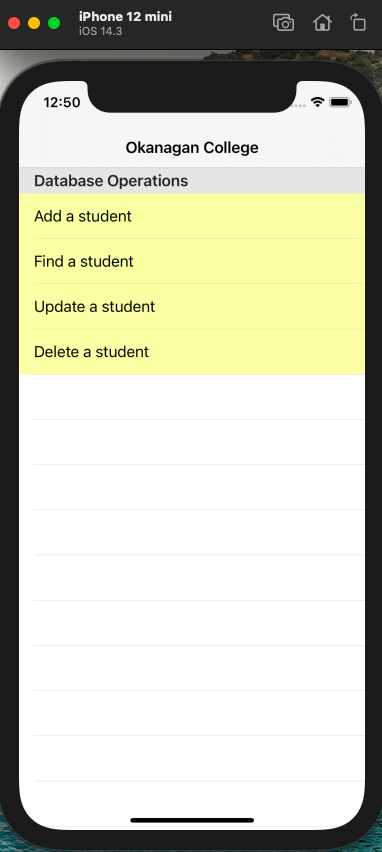 iPhone 12 mini
iOS 14.3
12:50
Okanagan College
Database Operations
Add a student
Find a student
Update a student
Delete a student